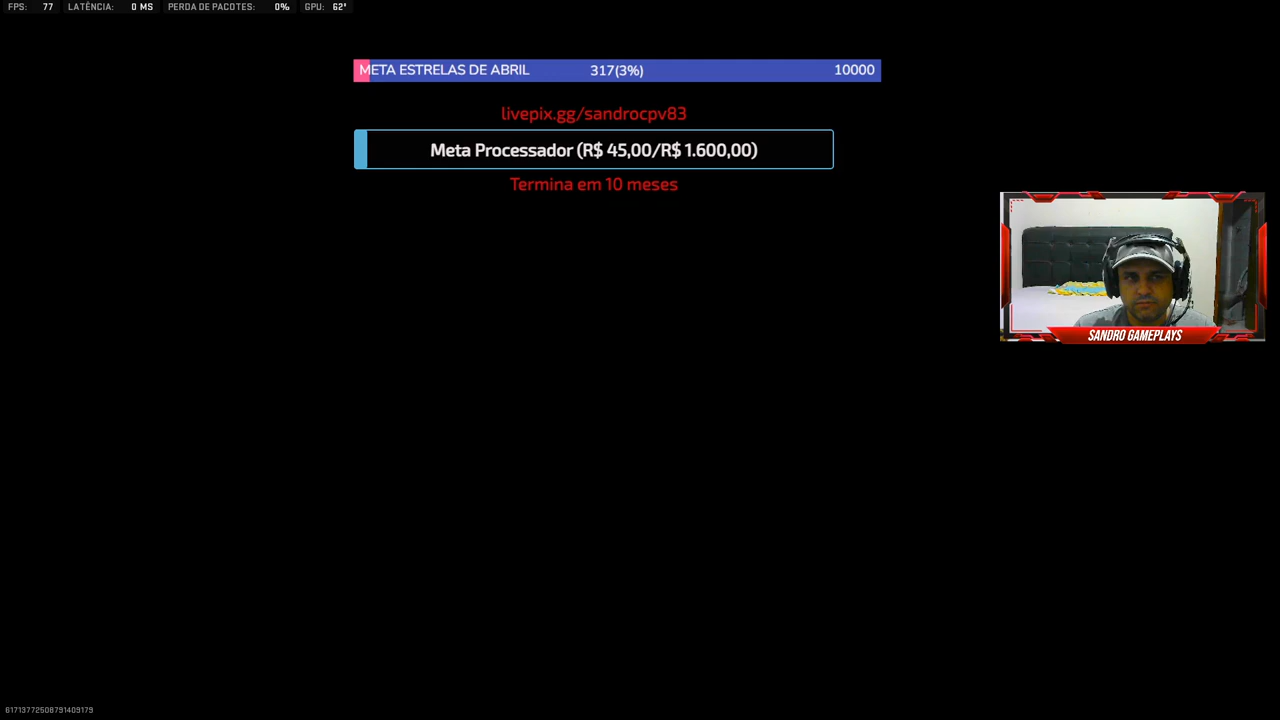 FPS: 77 LATÊNCIA: 0 MS PERDA DE PACOTES: 0% GPU: 62°
META ESTRELAS DE ABRIL 317(3%) 10000
livepix.gg/sandrocpv83
Meta Processador (R$ 45,00/R$ 1.600,00)
Termina em 10 meses
SANDRO GAMEPLAYS
61713772508791409179